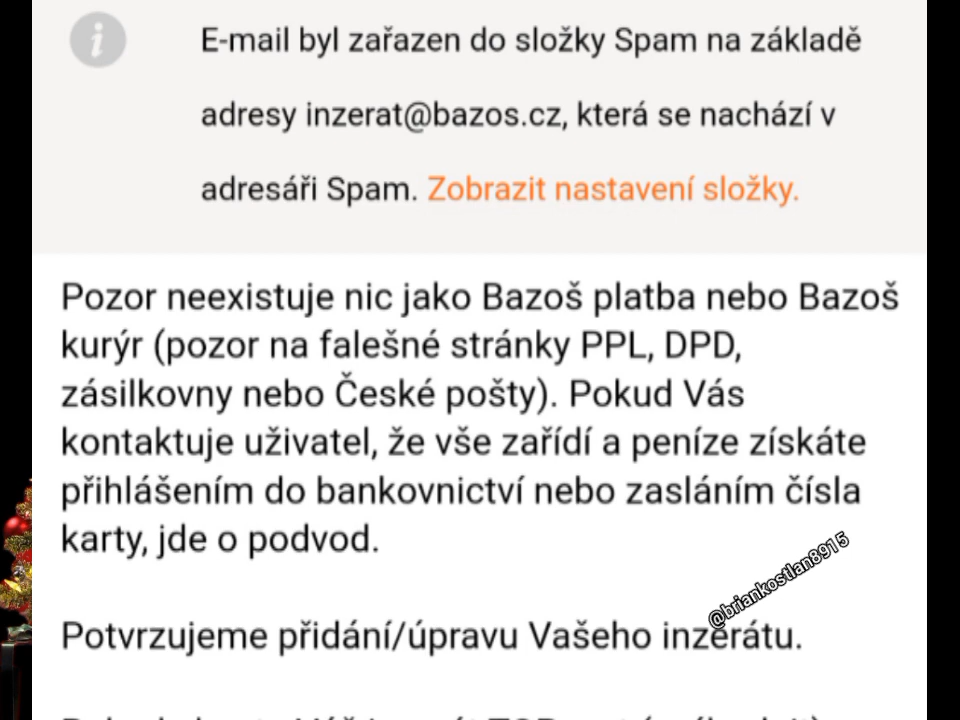 E-mail byl zařazen do složky Spam na základě
adresy inzerat@bazos.cz, která se nachází v
adresáři Spam. Zobrazit nastavení složky.
Pozor neexistuje nic jako Bazoš platba nebo Bazoš
kurýr (pozor na falešné stránky PPL, DPD,
zásilkovny nebo České pošty). Pokud Vás
kontaktuje uživatel, že vše zařídí a peníze získáte
přihlášením do bankovnictví nebo zasláním čísla
karty, jde o podvod.
@briankostlan8915
Potvrzujeme přidání/úpravu Vašeho inzerátu.